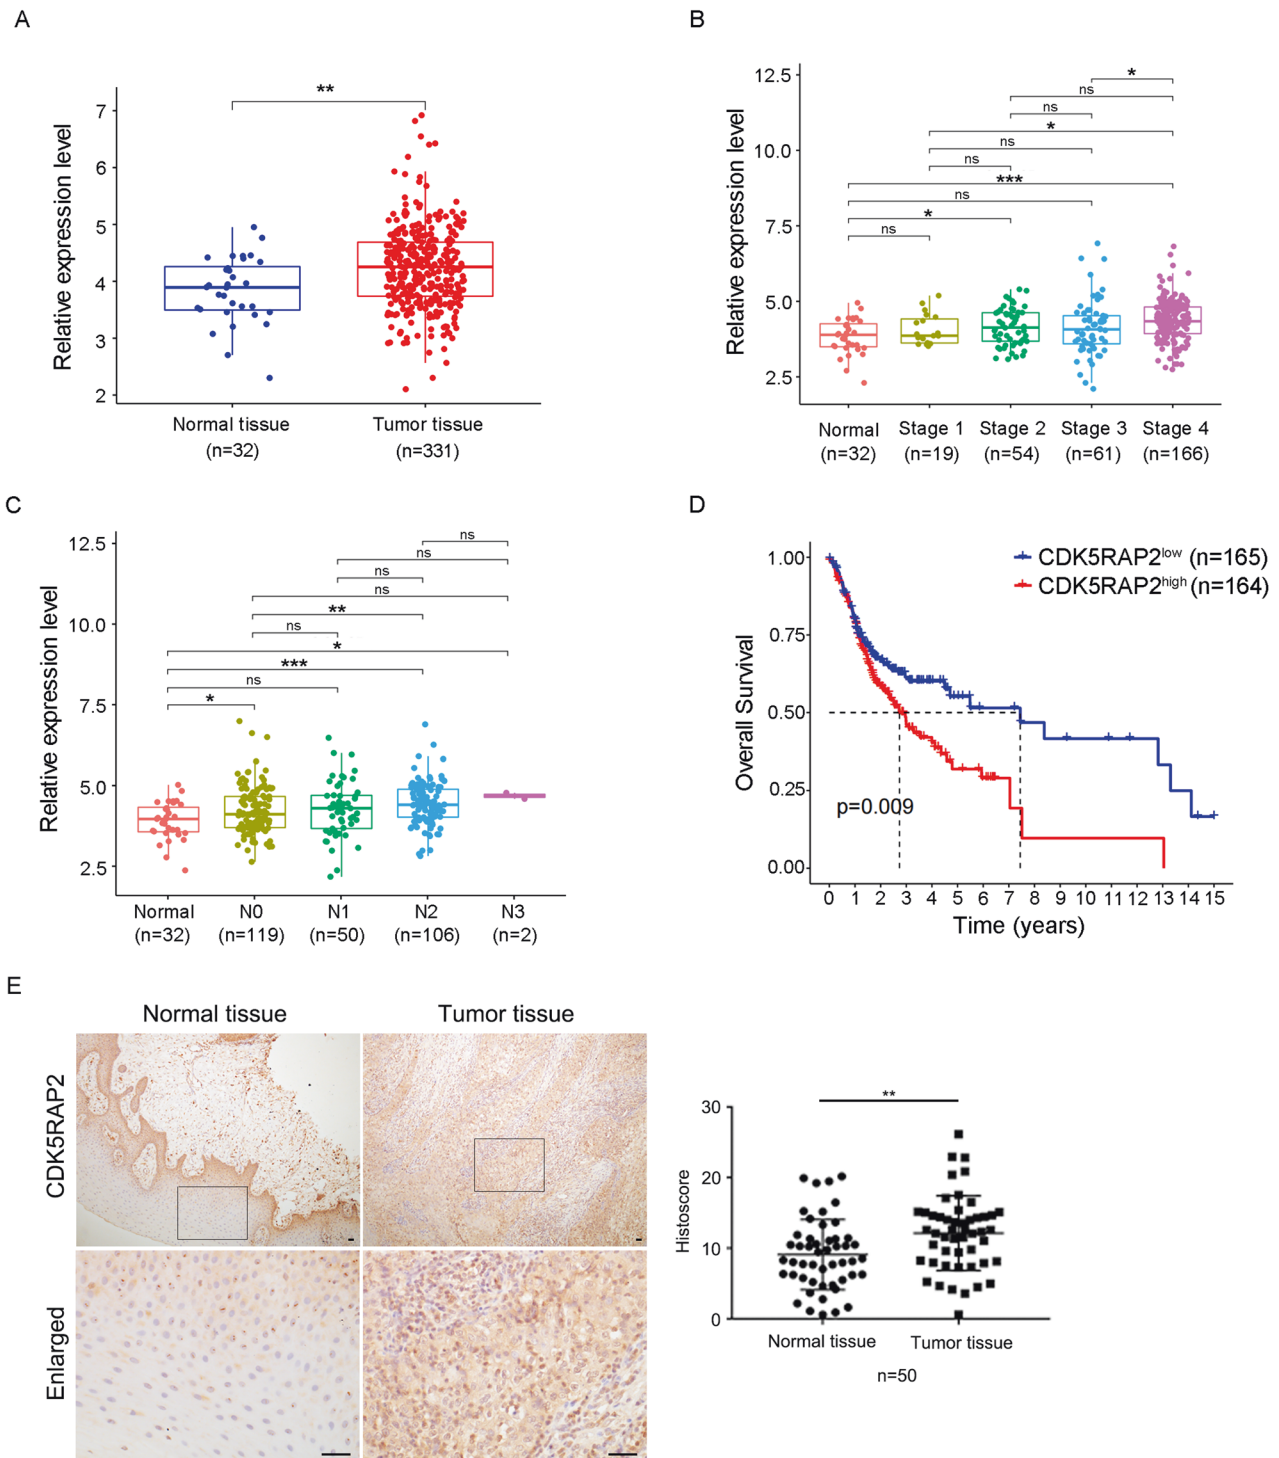 A
Relative expression level
7
6
5
4
3
2
**
Normal tissue
(n=32)
Tumor tissue
(n=331)
B
Relative expression level
12.5
10.0
7.5
5.0
2.5
*
ns
ns
*
ns
ns
***
ns
*
ns
Normal
(n=32)
Stage 1
(n=19)
Stage 2
(n=54)
Stage 3
(n=61)
Stage 4
(n=166)
C
Relative expression level
12.5
10.0
7.5
5.0
2.5
ns
ns
ns
ns
**
ns
*
***
ns
*
Normal
(n=32)
N0
(n=119)
N1
(n=50)
N2
(n=106)
N3
(n=2)
D
Overall Survival
1.00
0.75
0.50
0.25
0.00
CDK5RAP2low (n=165)
CDK5RAP2high (n=164)
p=0.009
0 1 2 3 4 5 6 7 8 9 10 11 12 13 14 15
Time (years)
E
Normal tissue
Tumor tissue
CDK5RAP2
Enlarged
Histoscore
30
20
10
0
**
Normal tissue
Tumor tissue
n=50